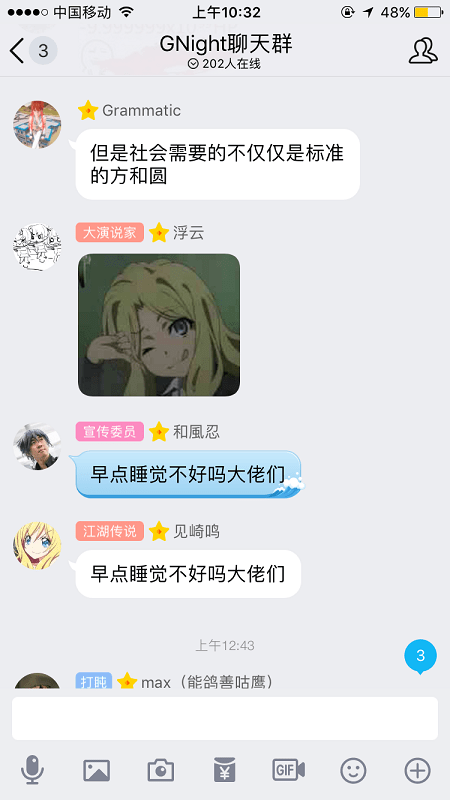 中国移动 上午10:32 48%
3 GNight聊天群
202人在线
Grammatic
但是社会需要的不仅仅是标准
的方和圆
大演说家 浮云
宣传委员 和風忍
早点睡觉不好吗大佬们
江湖传说 见崎鸣
早点睡觉不好吗大佬们
上午12:43
3
打盹 max（能鸽善咕鹰）
¥
GIF